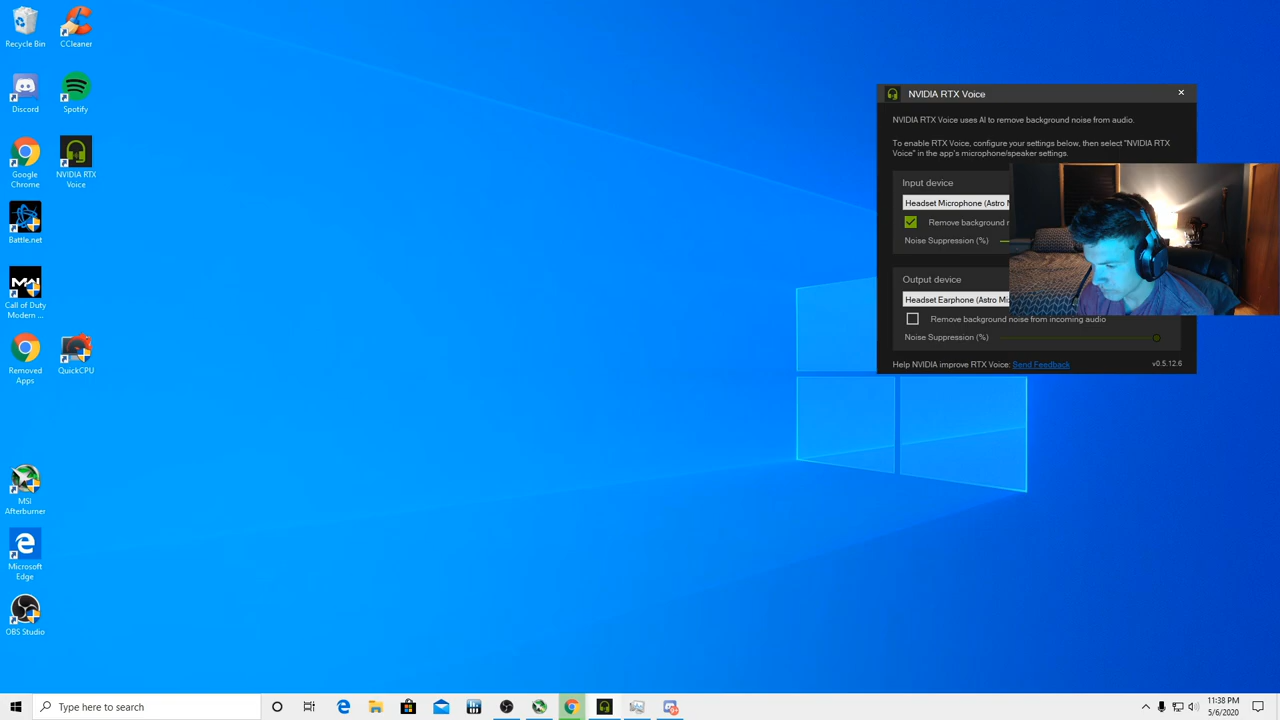 Recycle Bin
CCleaner
Discord
Spotify
Google
Chrome
NVIDIA RTX
Voice
Battle.net
Call of Duty
Modern ...
Removed
Apps
QuickCPU
MSI
Afterburner
Microsoft
Edge
OBS Studio
NVIDIA RTX Voice
NVIDIA RTX Voice uses AI to remove background noise from audio.
To enable RTX Voice, configure your settings below, then select "NVIDIA RTX
Voice" in the app's microphone/speaker settings.
Input device
Headset Microphone (Astro
Remove background
Noise Suppression (%)
Output device
Headset Earphone (Astro
Remove background noise from incoming audio
Noise Suppression (%)
Help NVIDIA improve RTX Voice: Send Feedback
v0.5.12.6
Type here to search
11:38 PM
5/6/2020